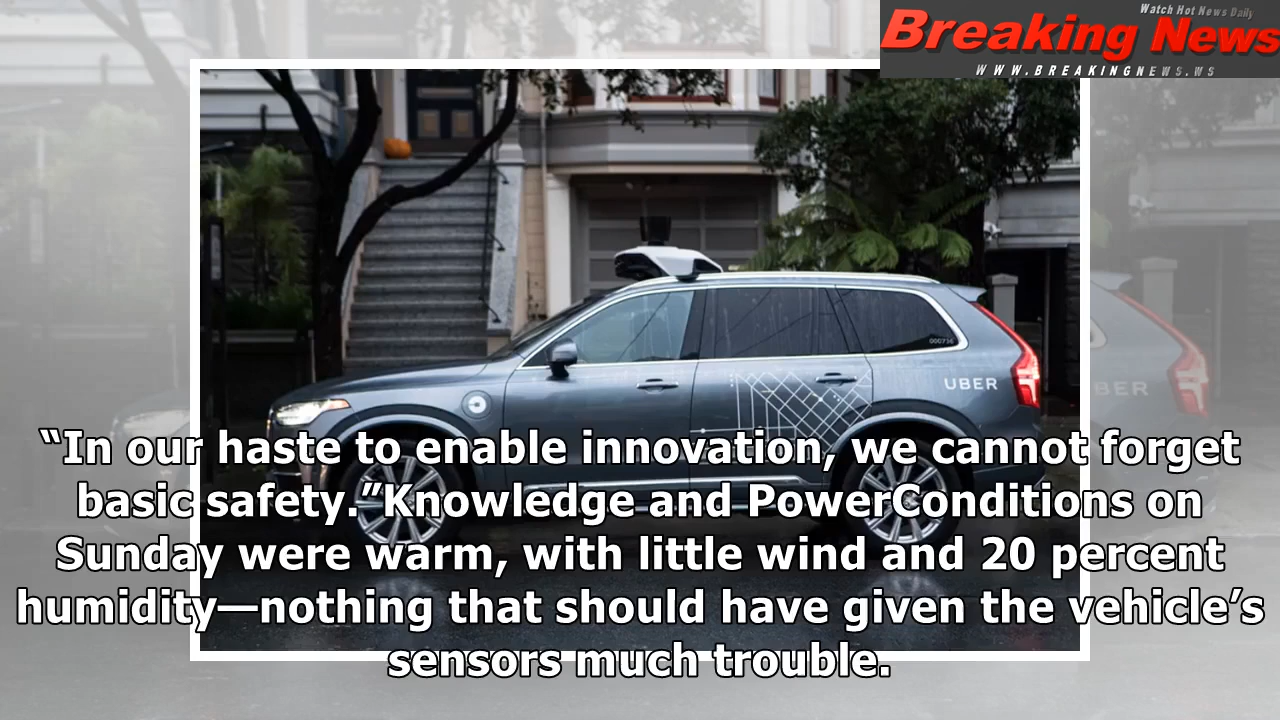 Watch Hot News Daily
Breaking News
WWW.BREAKINGNEWS.WS
000736
UBER
BER
“In our haste to enable innovation, we cannot forget
basic safety.”Knowledge and PowerConditions on
Sunday were warm, with little wind and 20 percent
humidity—nothing that should have given the vehicle’s
sensors much trouble.